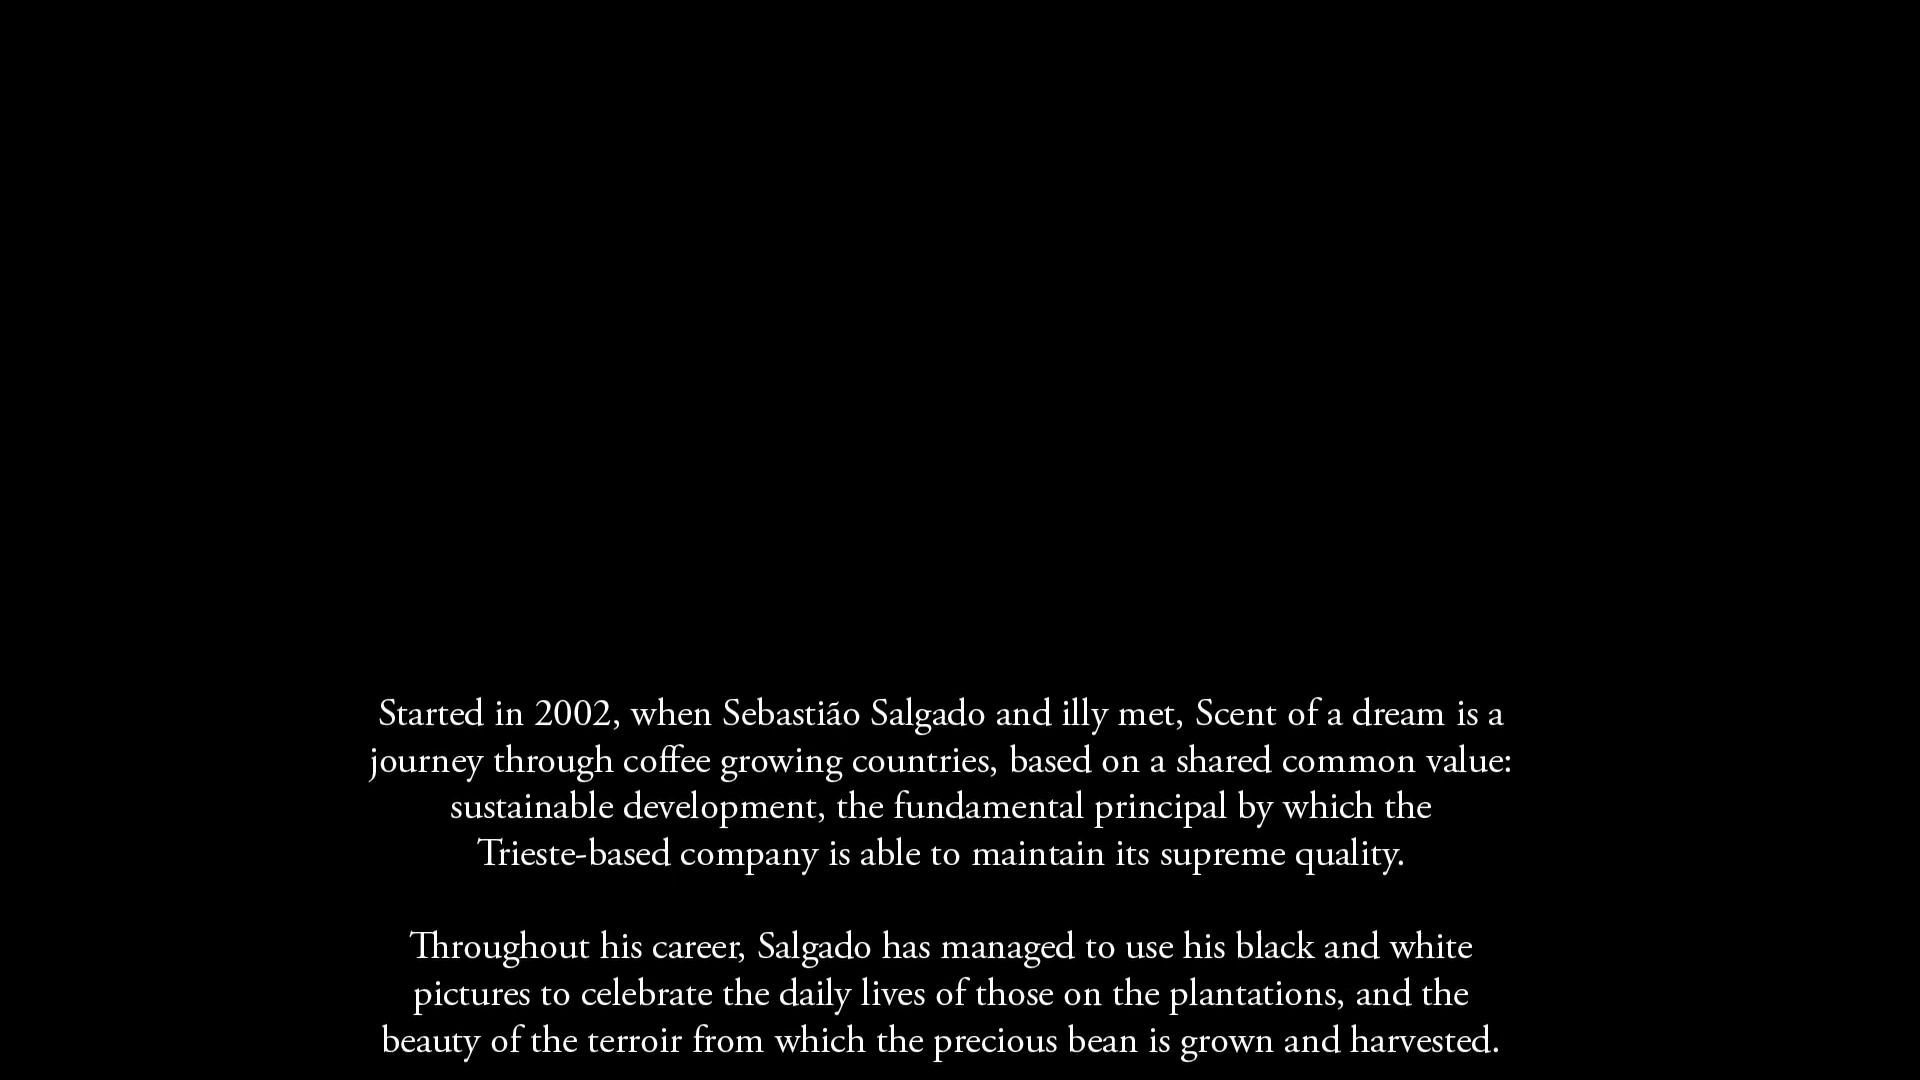 Started in 2002, when Sebastião Salgado and illy met, Scent of a dream is a
journey through coffee growing countries, based on a shared common value:
sustainable development, the fundamental principal by which the
Trieste-based company is able to maintain its supreme quality.
Throughout his career, Salgado has managed to use his black and white
pictures to celebrate the daily lives of those on the plantations, and the
beauty of the terroir from which the precious bean is grown and harvested.